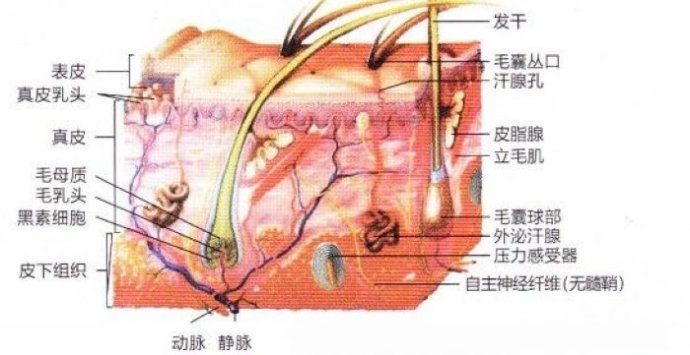 发干
毛囊丛口
汗腺孔
表皮
真皮乳头
真皮
皮脂腺
立毛肌
毛母质
毛乳头
黑素细胞
毛囊球部
外泌汗腺
压力感受器
皮下组织
自主神经纤维(无髓鞘)
动脉 静脉